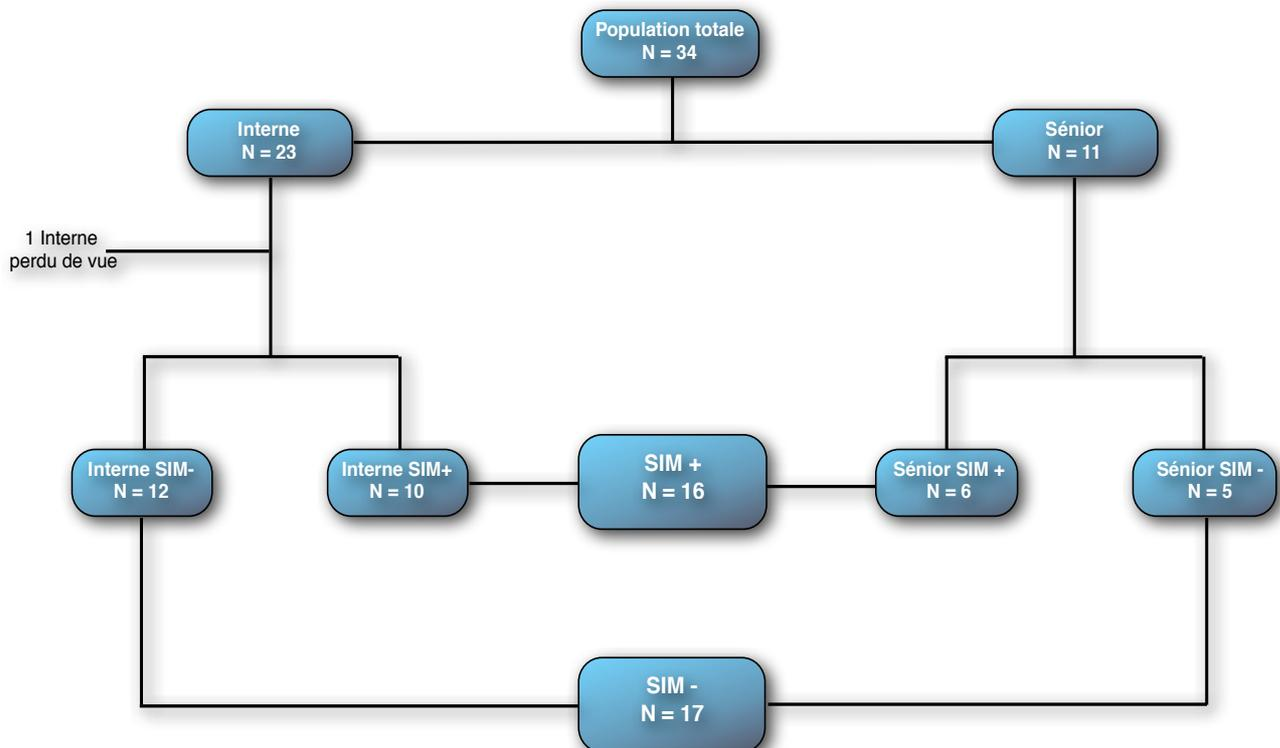 Population totale
N = 34
Interne
N = 23
Sénior
N = 11
1 Interne
perdu de vue
Interne SIM-
N = 12
Interne SIM+
N = 10
SIM +
N = 16
Sénior SIM +
N = 6
Sénior SIM -
N = 5
SIM -
N = 17